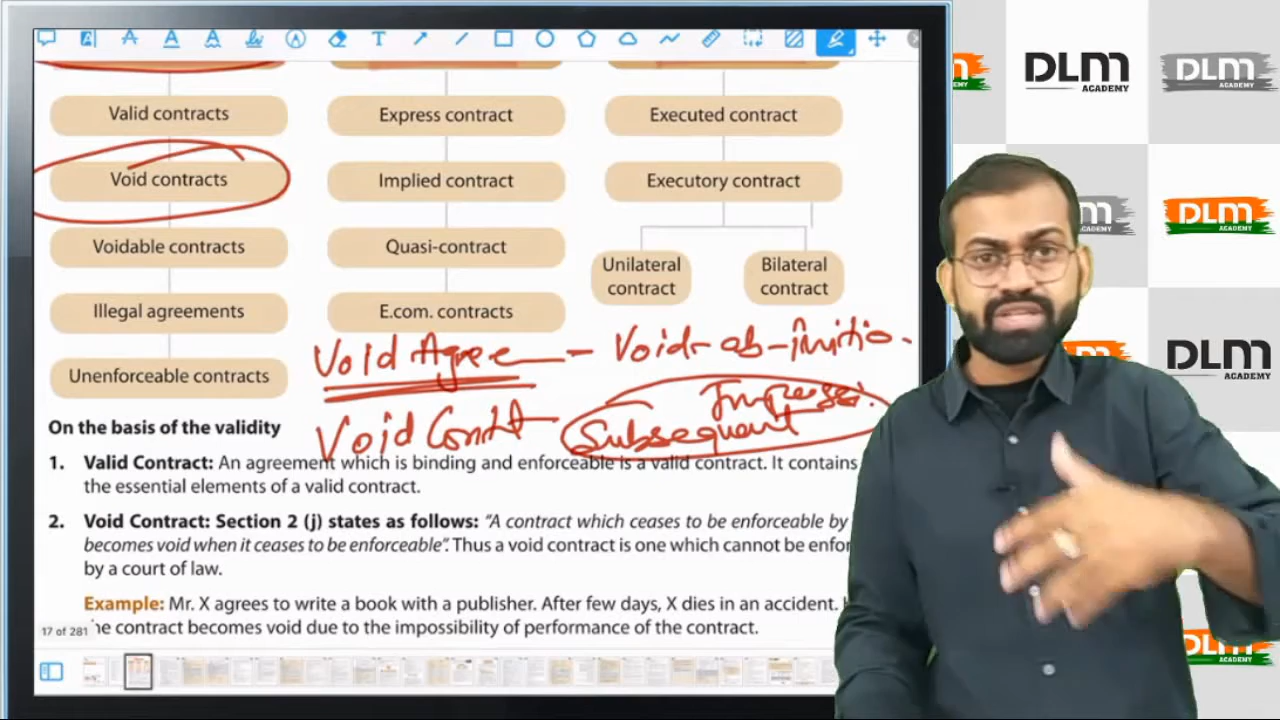 Valid contracts
Express contract
Executed contract
Void contracts
Implied contract
Executory contract
Voidable contracts
Quasi-contract
Unilateral contract
Bilateral contract
Illegal agreements
E.com. contracts
Unenforceable contracts
Void Agree - Void-ab-initio.
Void Cont
Subsequent
On the basis of the validity
1. Valid Contract: An agreement which is binding and enforceable is a valid contract. It contains
the essential elements of a valid contract.
2. Void Contract: Section 2 (j) states as follows: "A contract which ceases to be enforceable by
becomes void when it ceases to be enforceable". Thus a void contract is one which cannot be enfor
by a court of law.
Example: Mr. X agrees to write a book with a publisher. After few days, X dies in an accident.
he contract becomes void due to the impossibility of performance of the contract.
17 of 281
DLM
ACADEMY
DLM
ACADEMY
DLM
ACADEMY
DLM
ACADEMY